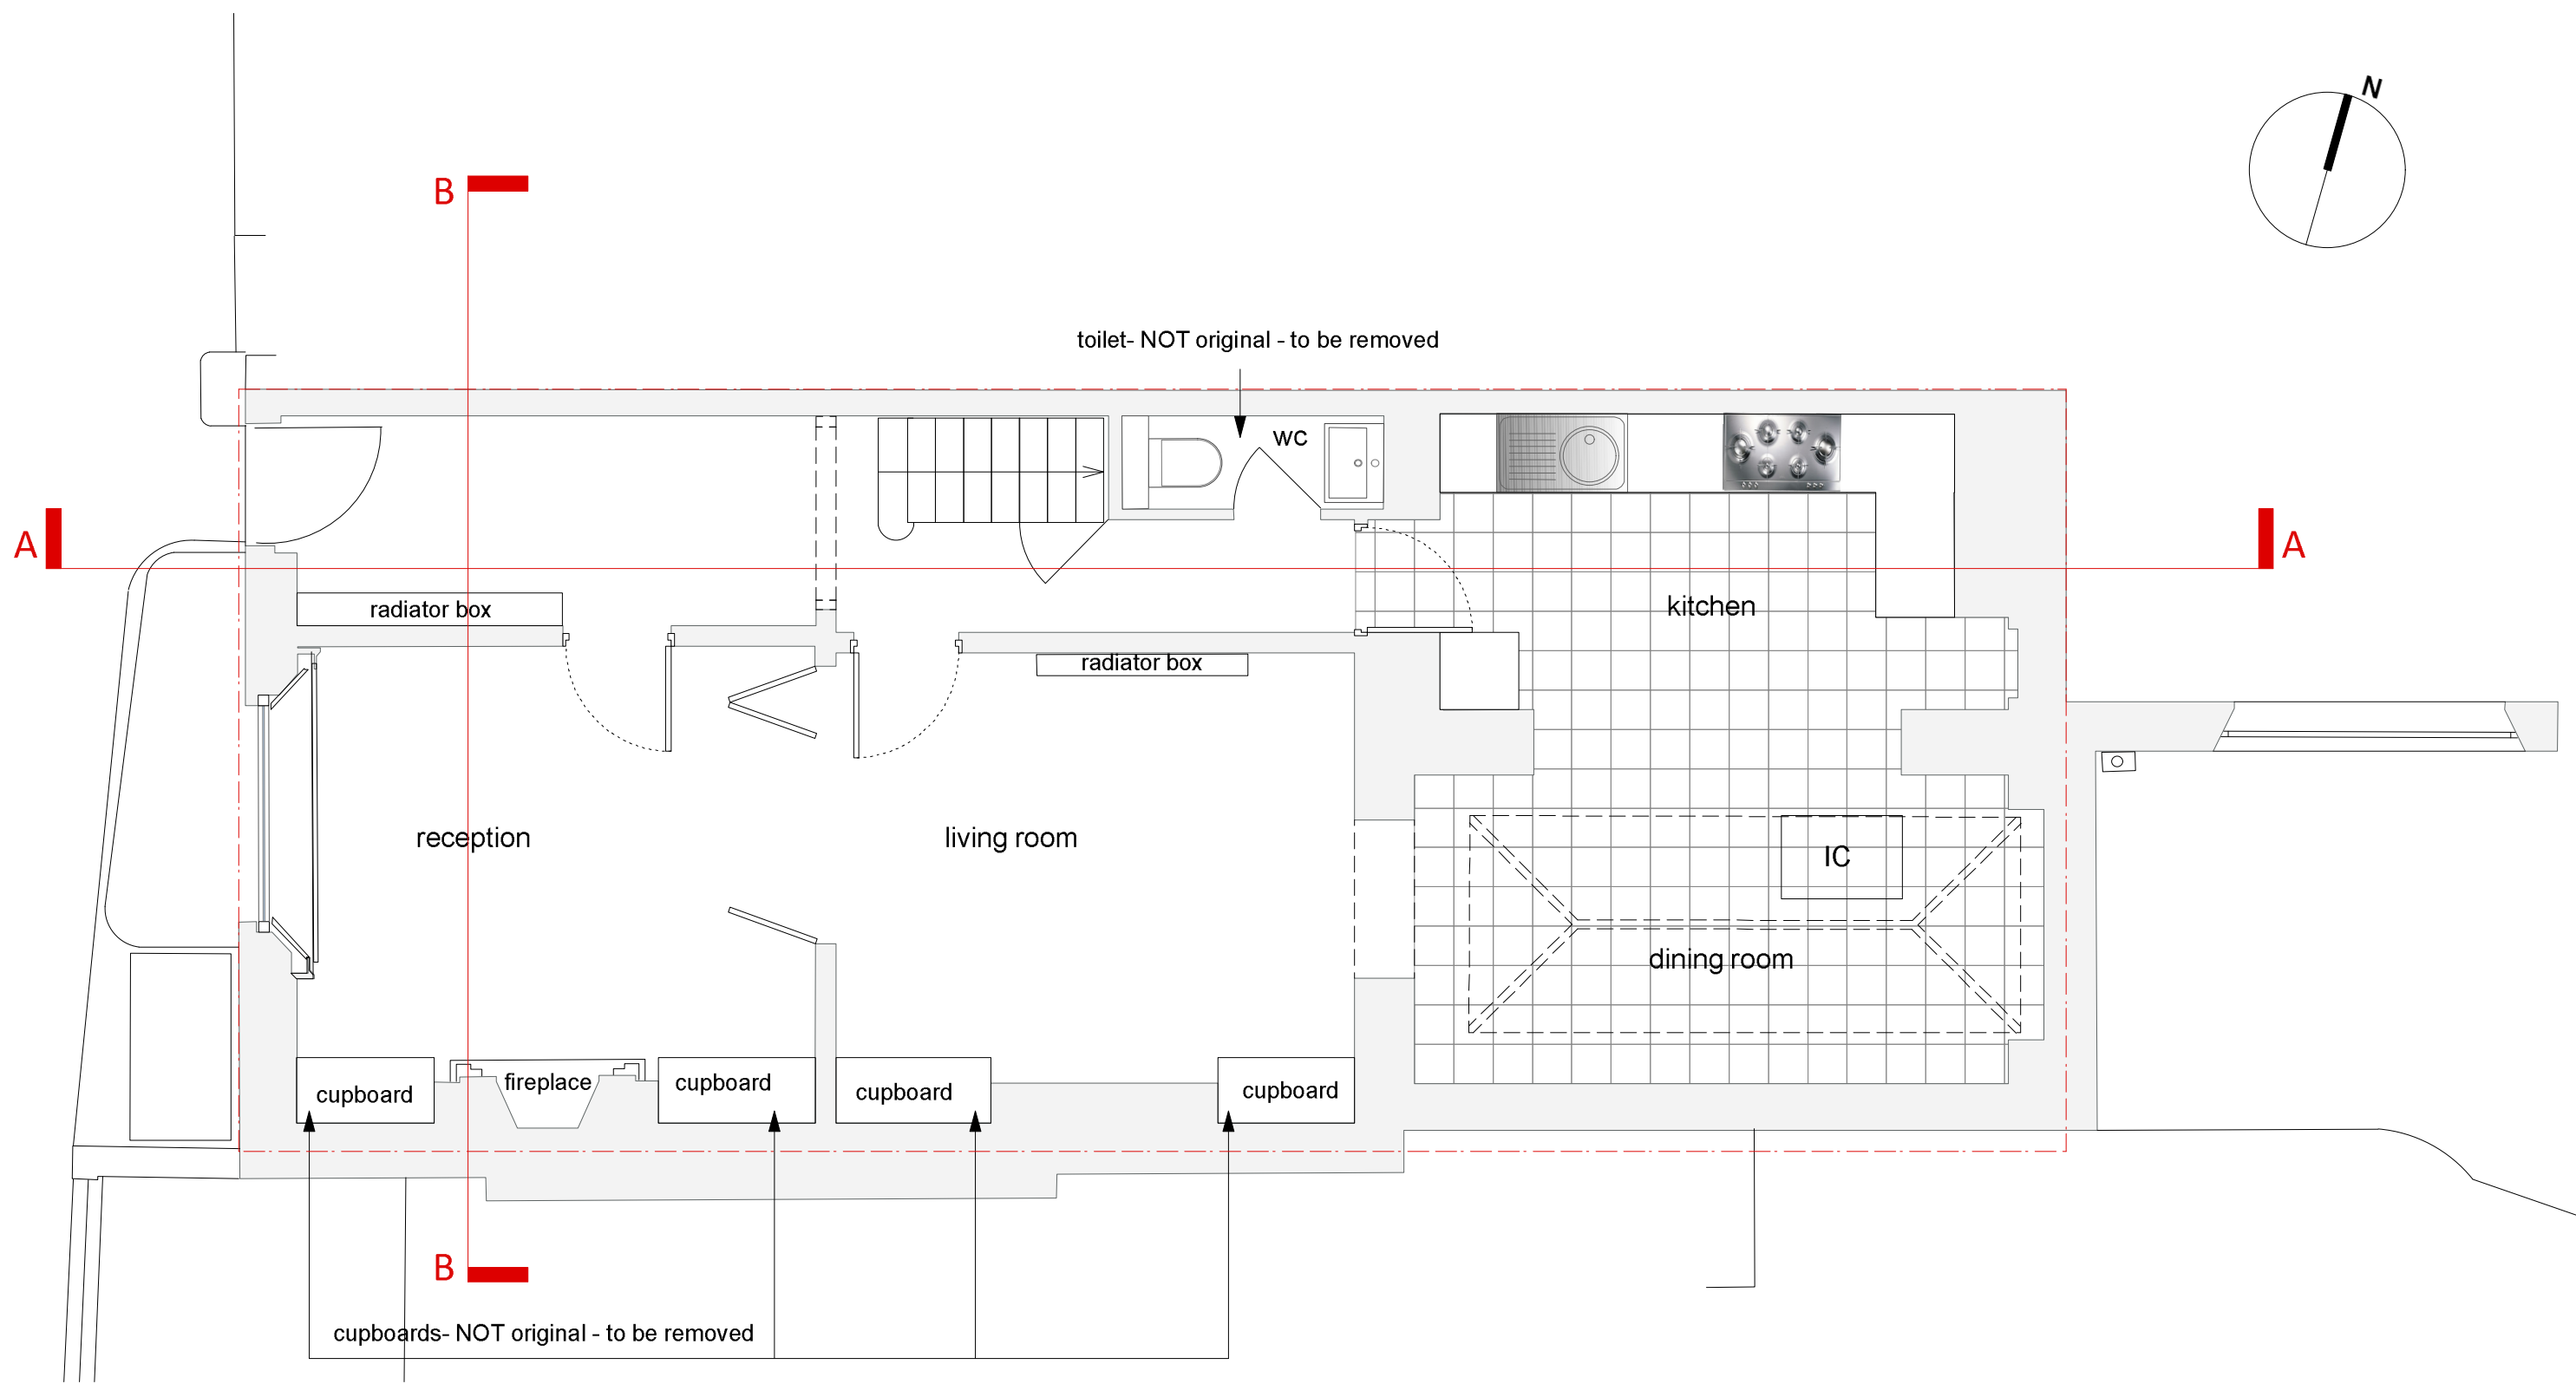 N
B
toilet- NOT original - to be removed
wc
A
A
radiator box
kitchen
radiator box
reception
living room
IC
dining room
cupboard
fireplace
cupboard
cupboard
cupboard
B
cupboards- NOT original - to be removed